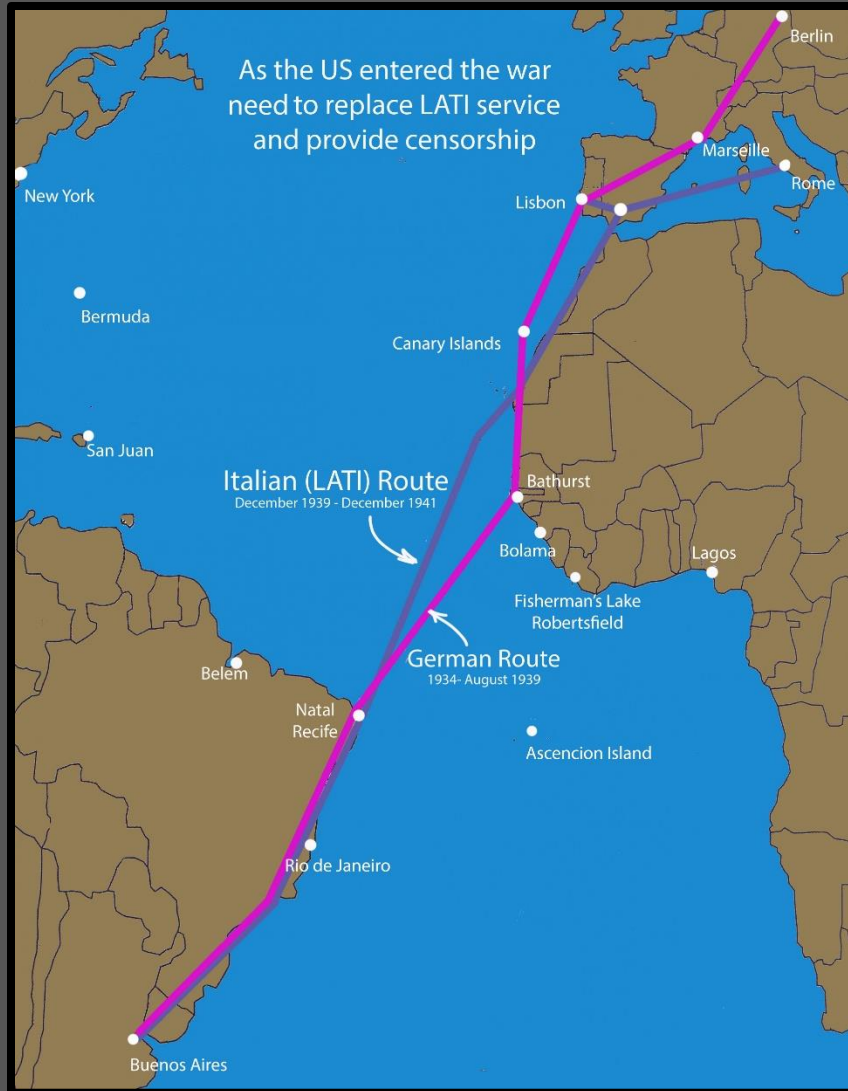 As the US entered the war
need to replace LATI service
and provide censorship
Berlin
Marseille
Rome
New York
Lisbon
Bermuda
Canary Islands
San Juan
Italian (LATI) Route
December 1939 - December 1941
Bathurst
Bolama
Lagos
Fisherman's Lake
Robertsfield
German Route
1934- August 1939
Belem
Natal
Recife
Ascencion Island
Rio de Janeiro
Buenos Aires